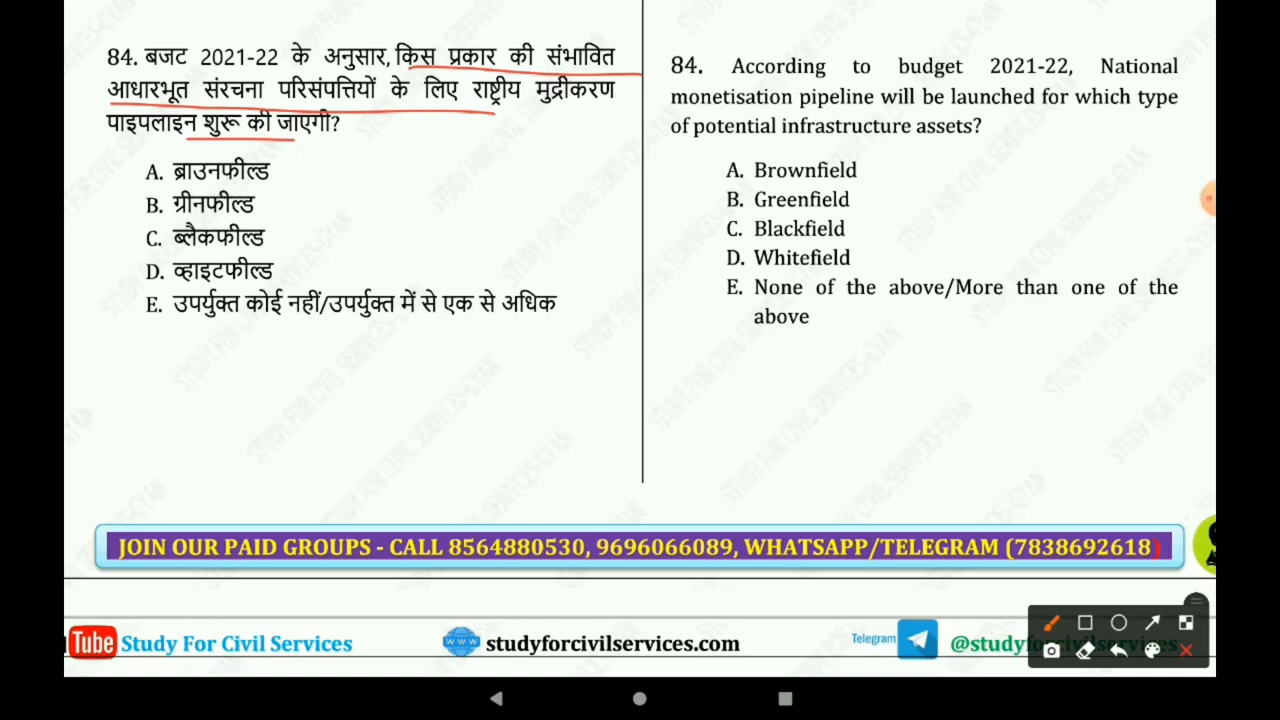 84. बजट 2021-22 के अनुसार, किस प्रकार की संभावित
आधारभूत संरचना परिसंपत्तियों के लिए राष्ट्रीय मुद्रीकरण
पाइपलाइन शुरू की जाएगी?
A. ब्राउनफील्ड
B. ग्रीनफील्ड
C. ब्लैकफील्ड
D. व्हाइटफील्ड
E. उपर्युक्त कोई नहीं/उपर्युक्त में से एक से अधिक
84. According to budget 2021-22, National
monetisation pipeline will be launched for which type
of potential infrastructure assets?
A. Brownfield
B. Greenfield
C. Blackfield
D. Whitefield
E. None of the above/More than one of the
above
JOIN OUR PAID GROUPS - CALL 8564880530, 9696066089, WHATSAPP/TELEGRAM (7838692618)
Tube Study For Civil Services
www studyforcivilservices.com
Telegram @study